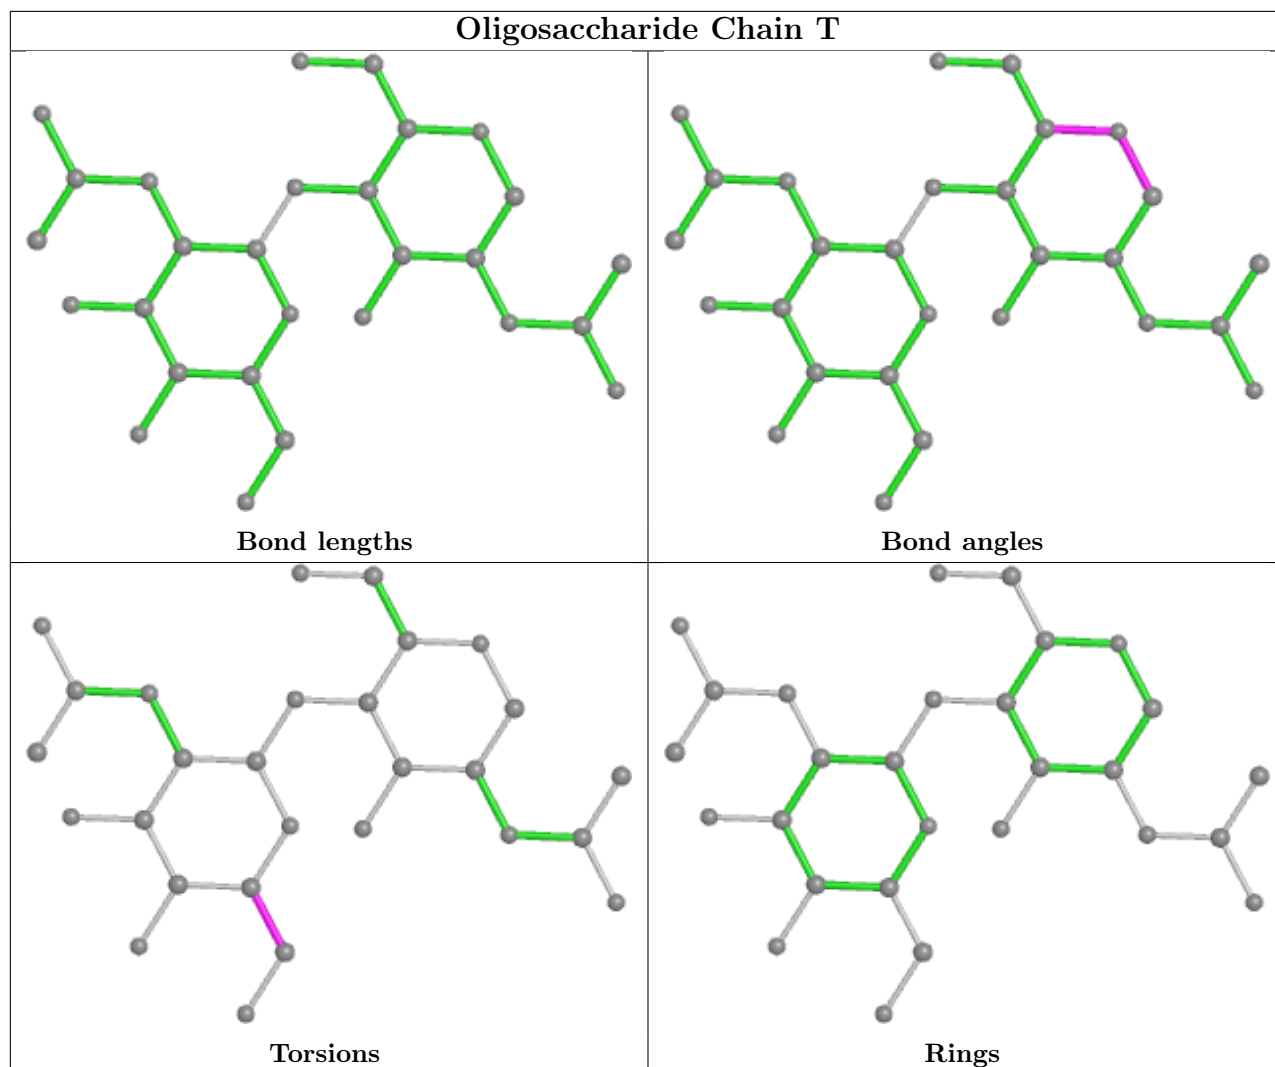 Oligosaccharide Chain T
Bond lengths
Bond angles
Torsions
Rings